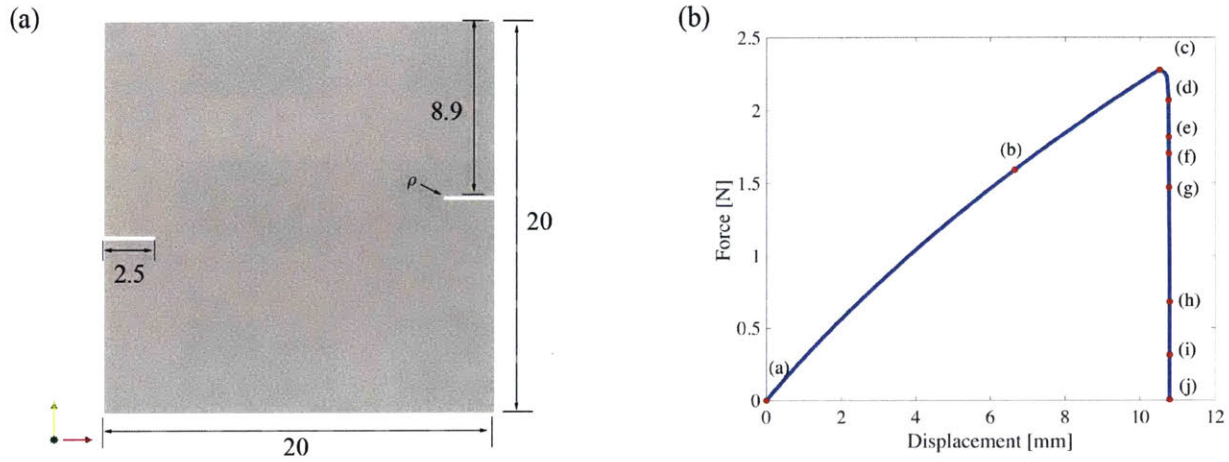 (a)
8.9
ρ
20
2.5
20
(b)
2.5
2
1.5
1
0.5
0
Force [N]
(a)
(b)
(c)
(d)
(e)
(f)
(g)
(h)
(i)
(j)
0
2
4
6
8
10
12
Displacement [mm]